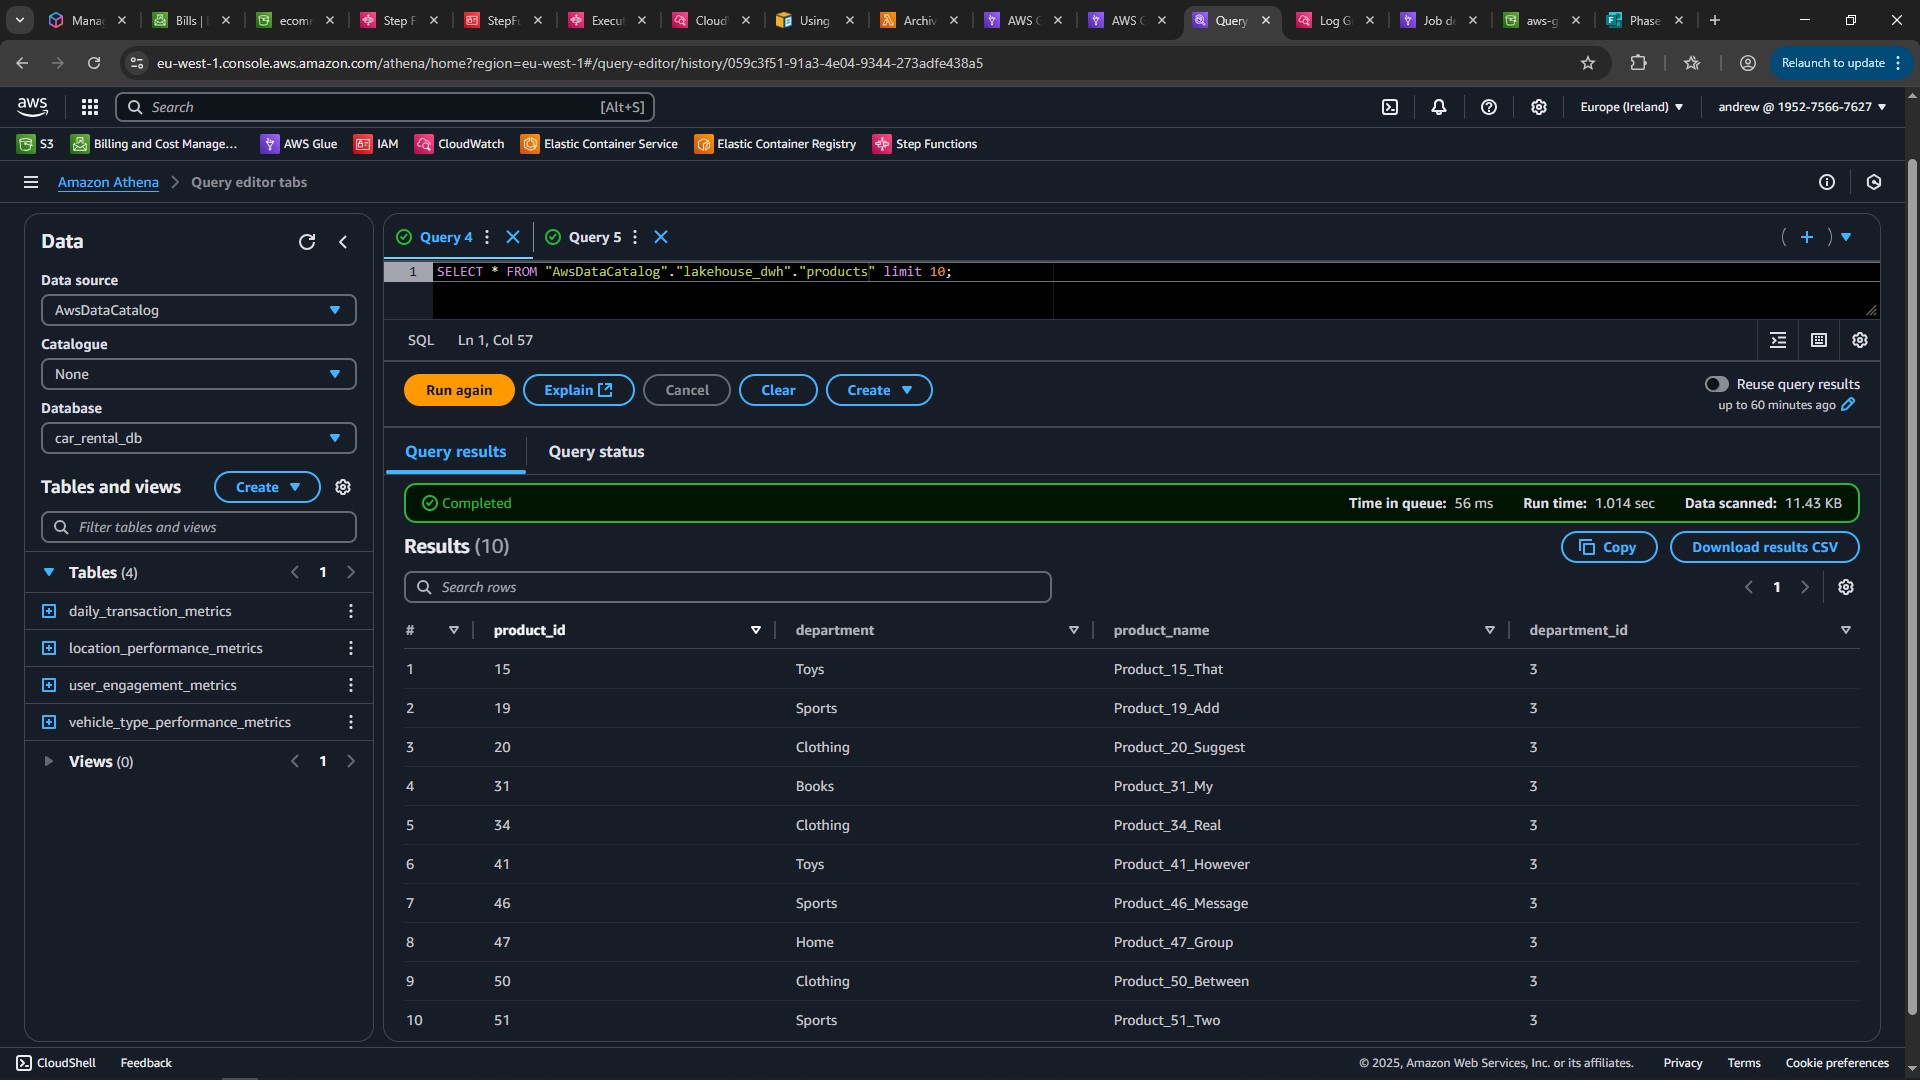 Mana
Bills |
ecom
Step F
StepFu
Execut
Cloud
Using
Archiv
AWS
AWS
Query
Log G
Job de
aws-g
Phase
eu-west-1.console.aws.amazon.com/athena/home?region=eu-west-1#/query-editor/history/059c3f51-91a3-4e04-9344-273adfe438a5
Relaunch to update
aws
Search [Alt+S]
Europe (Ireland)
andrew @ 1952-7566-7627
S3
Billing and Cost Manage...
AWS Glue
IAM
CloudWatch
Elastic Container Service
Elastic Container Registry
Step Functions
Amazon Athena
Query editor tabs
Data
Data source
AwsDataCatalog
Catalogue
None
Database
car_rental_db
Tables and views
Create
Filter tables and views
Tables (4)
1
daily_transaction_metrics
location_performance_metrics
user_engagement_metrics
vehicle_type_performance_metrics
Views (0)
1
Query 4
Query 5
1 SELECT * FROM "AwsDataCatalog"."lakehouse_dwh"."products" limit 10;
SQL Ln 1, Col 57
Run again
Explain
Cancel
Clear
Create
Reuse query results
up to 60 minutes ago
Query results
Query status
Completed
Time in queue: 56 ms Run time: 1.014 sec Data scanned: 11.43 KB
Results (10)
Copy
Download results CSV
Search rows
1
# product_id department product_name department_id
1 15 Toys Product_15_That 3
2 19 Sports Product_19_Add 3
3 20 Clothing Product_20_Suggest 3
4 31 Books Product_31_My 3
5 34 Clothing Product_34_Real 3
6 41 Toys Product_41_However 3
7 46 Sports Product_46_Message 3
8 47 Home Product_47_Group 3
9 50 Clothing Product_50_Between 3
10 51 Sports Product_51_Two 3
CloudShell
Feedback
© 2025, Amazon Web Services, Inc. or its affiliates.
Privacy
Terms
Cookie preferences